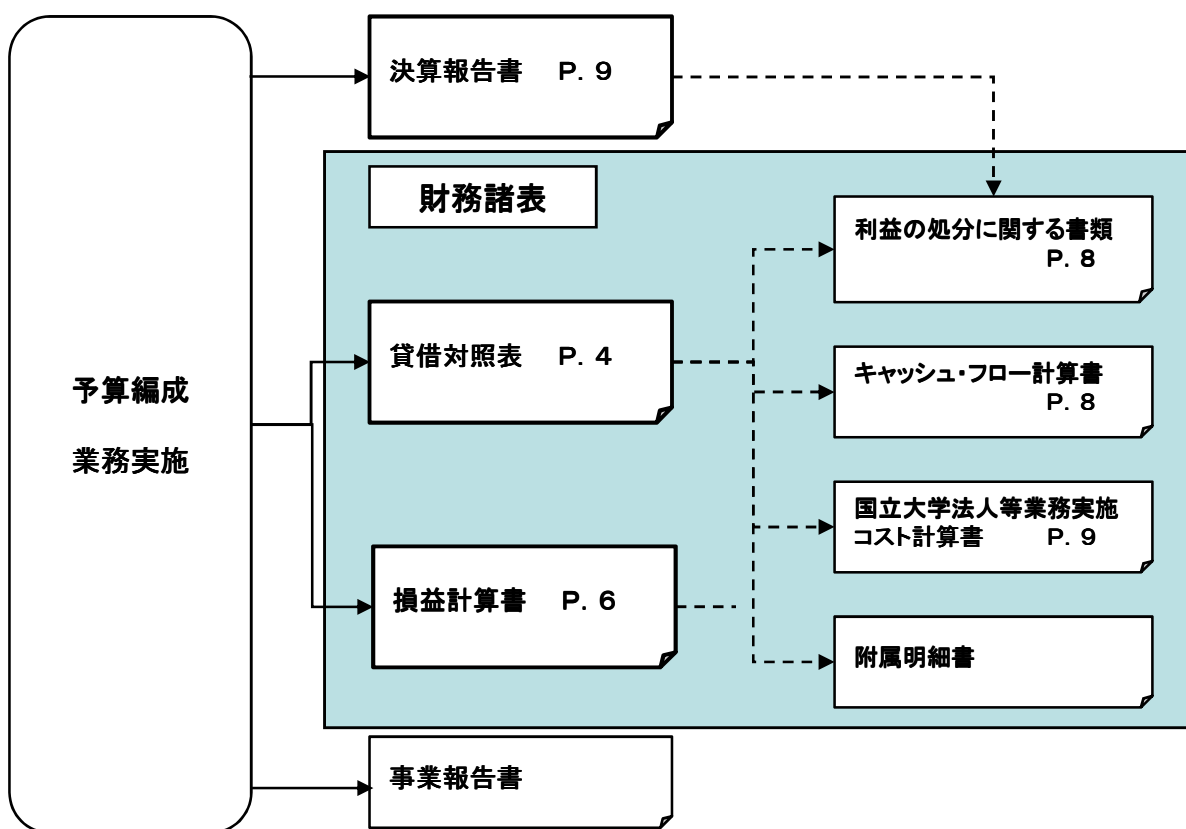 決算報告書 P. 9
財務諸表
利益の処分に関する書類
P. 8
貸借対照表 P. 4
キャッシュ・フロー計算書
P. 8
予算編成
業務実施
国立大学法人等業務実施
コスト計算書 P. 9
損益計算書 P. 6
附属明細書
事業報告書